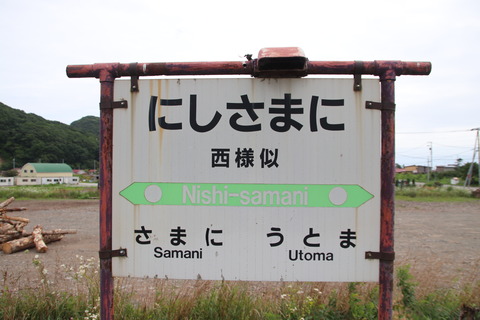 にしさまに
西様似
Nishi-samani
さまに うとま
Samani Utoma